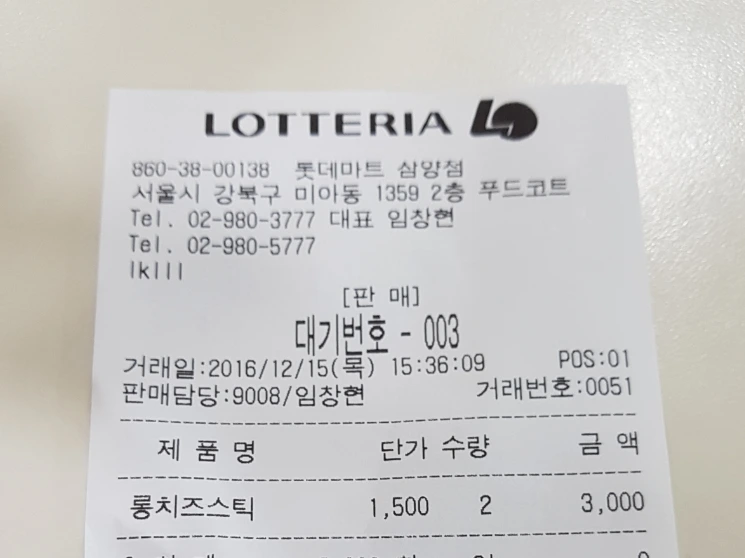 LOTTERIA
860-38-00138 롯데마트 삼양점
서울시 강북구 미아동 1359 2층 푸드코트
Tel. 02-980-3777 대표 임창현
Tel. 02-980-5777
lklll
[판 매]
대기번호 - 003
거래일:2016/12/15(목) 15:36:09 POS:01
판매담당:9008/임창현 거래번호:0051
제 품 명 단가 수량 금 액
롱치즈스틱 1,500 2 3,000